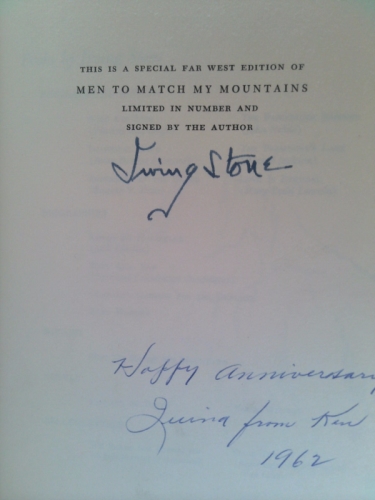 THIS IS A SPECIAL FAR WEST EDITION OF
MEN TO MATCH MY MOUNTAINS
LIMITED IN NUMBER AND
SIGNED BY THE AUTHOR
Irving Stone
Happy Anniversary
from Ken
1962